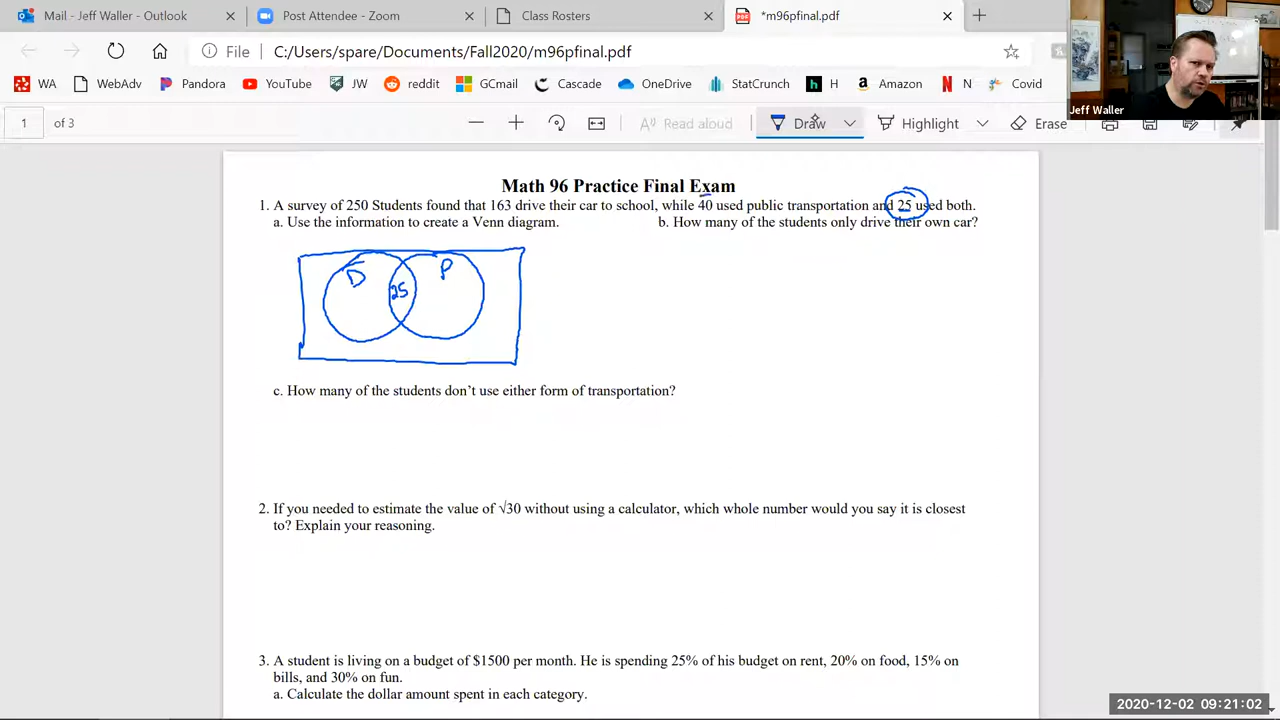 Mail - Jeff Waller - Outlook
Post Attendee - Zoom
Class Rosters
*m96pfinal.pdf
File
C:/Users/spare/Documents/Fall2020/m96pfinal.pdf
WA
WebAdv
Pandora
YouTube
JW
reddit
GCmail
Cascade
OneDrive
StatCrunch
H
Amazon
N
Covid
Jeff Waller
1 of 3
Read aloud
Draw
Highlight
Erase
Math 96 Practice Final Exam
1. A survey of 250 Students found that 163 drive their car to school, while 40 used public transportation and 25 used both.
a. Use the information to create a Venn diagram.
b. How many of the students only drive their own car?
D
P
25
c. How many of the students don’t use either form of transportation?
2. If you needed to estimate the value of √30 without using a calculator, which whole number would you say it is closest
to? Explain your reasoning.
3. A student is living on a budget of $1500 per month. He is spending 25% of his budget on rent, 20% on food, 15% on
bills, and 30% on fun.
a. Calculate the dollar amount spent in each category.
2020-12-02 09:21:02